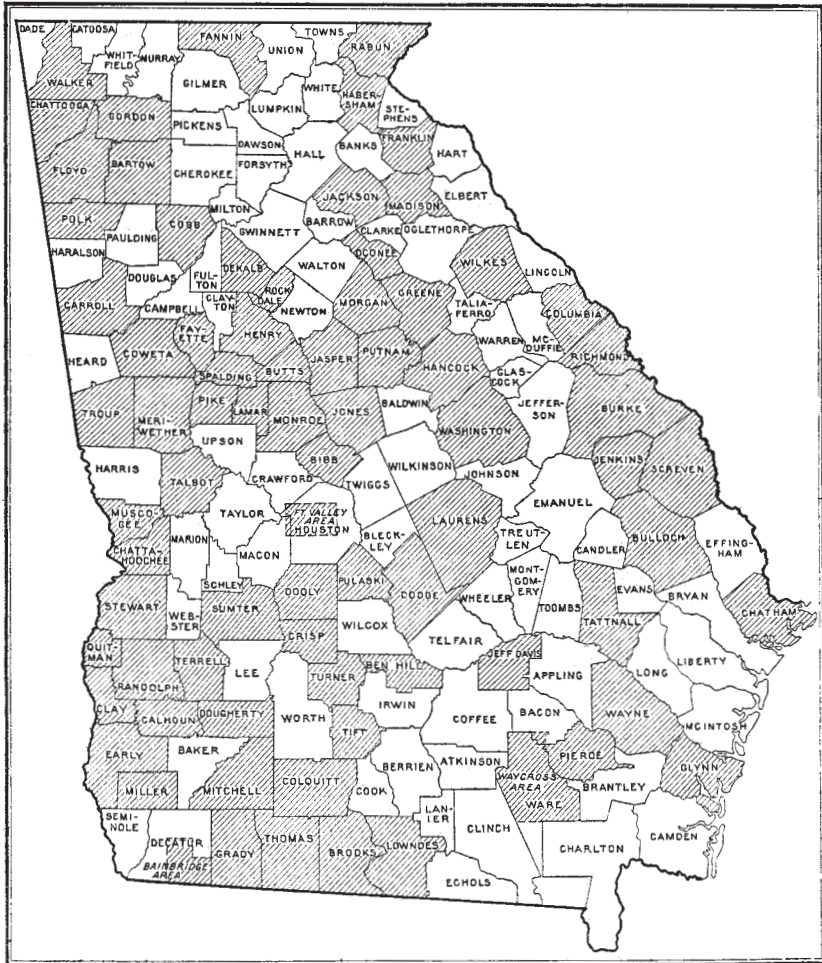 DADE
CATOOSA
WHIT-
FIELD
MURRAY
FANNIN
UNION
TOWNS
RABUN
WALKER
GILMER
LUMPKIN
WHITE
HABER-
SHAM
STE-
PHENS
CHATTOOGA
GORDON
PICKENS
DAWSON
HALL
BANKS
FRANKLIN
HART
FLOYD
BARTOW
CHEROKEE
FORSYTH
JACKSON
MADISON
ELBERT
POLK
PAULDING
COBB
MILTON
GWINNETT
BARROW
CLARKE
OGLETHORPE
OCONEE
WILKES
LINCOLN
HARALSON
DOUGLAS
FUL-
TON
DEKALB
ROCK
DALE
WALTON
MORGAN
GREENE
TALIA-
FERRO
COLUMBIA
CARROLL
CAMPBELL
CLAY-
TON
NEWTON
WARREN
MC-
DUFFIE
RICHMOND
HEARD
COWETA
FAY-
ETTE
HENRY
BUTTS
SPALDING
JASPER
PUTNAM
HANCOCK
GLAS-
COCK
JEFFER-
SON
BURKE
TROUP
MERI-
WETHER
PIKE
LAMAR
MONROE
JONES
BALDWIN
WASHINGTON
UPSON
BIBB
WILKINSON
JOHNSON
JENKINS
SCREVEN
HARRIS
TALBOT
CRAWFORD
TWIGGS
EMANUEL
MUSCO-
GEE
TAYLOR
FT. VALLEY
AREA
HOUSTON
LAURENS
BULLOCH
EFFING-
HAM
CHATTA-
HOOCHEE
MARION
MACON
BLECK-
LEY
TREUT-
LEN
CANDLER
SCHLEY
DOOLY
PULASKI
DODGE
MONT-
GOM-
ERY
EVANS
BRYAN
CHATHAM
STEWART
WEB-
STER
SUMTER
WILCOX
WHEELER
TOOMBS
TATTNALL
CRISP
TELFAIR
LIBERTY
QUIT-
MAN
TERRELL
LEE
TURNER
BEN HILL
JEFF DAVIS
APPLING
LONG
RANDOLPH
CLAY
CALHOUN
DOUGHERTY
WORTH
IRWIN
COFFEE
BACON
WAYNE
MCINTOSH
EARLY
BAKER
TIFT
BERRIEN
ATKINSON
PIERCE
GLYNN
MILLER
MITCHELL
COLQUITT
COOK
WAYCROSS
AREA
WARE
BRANTLEY
SEMI-
NOLE
DECATUR
GRADY
THOMAS
BROOKS
LOWNDES
LAN-
IER
CLINCH
CHARLTON
CAMDEN
BAINBRIDGE
AREA
ECHOLS